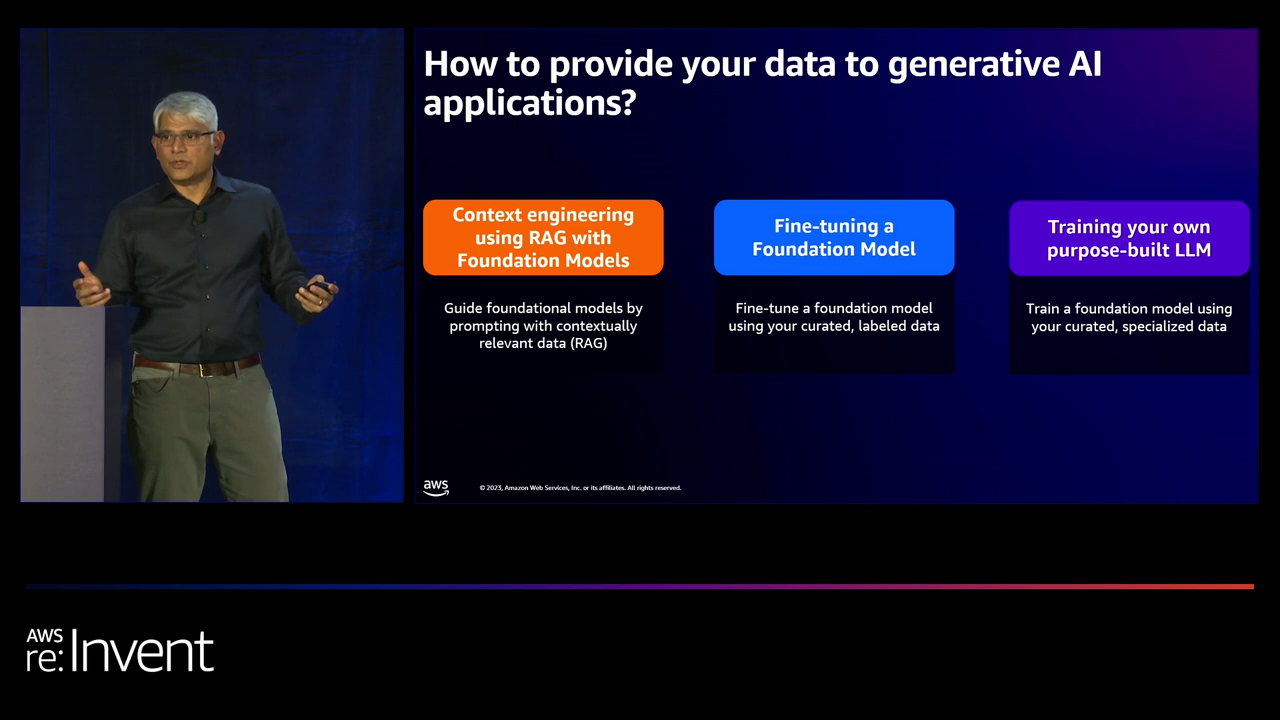 How to provide your data to generative AI
applications?
Context engineering
using RAG with
Foundation Models
Guide foundational models by
prompting with contextually
relevant data (RAG)
Fine-tuning a
Foundation Model
Fine-tune a foundation model
using your curated, labeled data
Training your own
purpose-built LLM
Train a foundation model using
your curated, specialized data
aws
© 2023, Amazon Web Services, Inc. or its affiliates. All rights reserved.
AWS
re:Invent